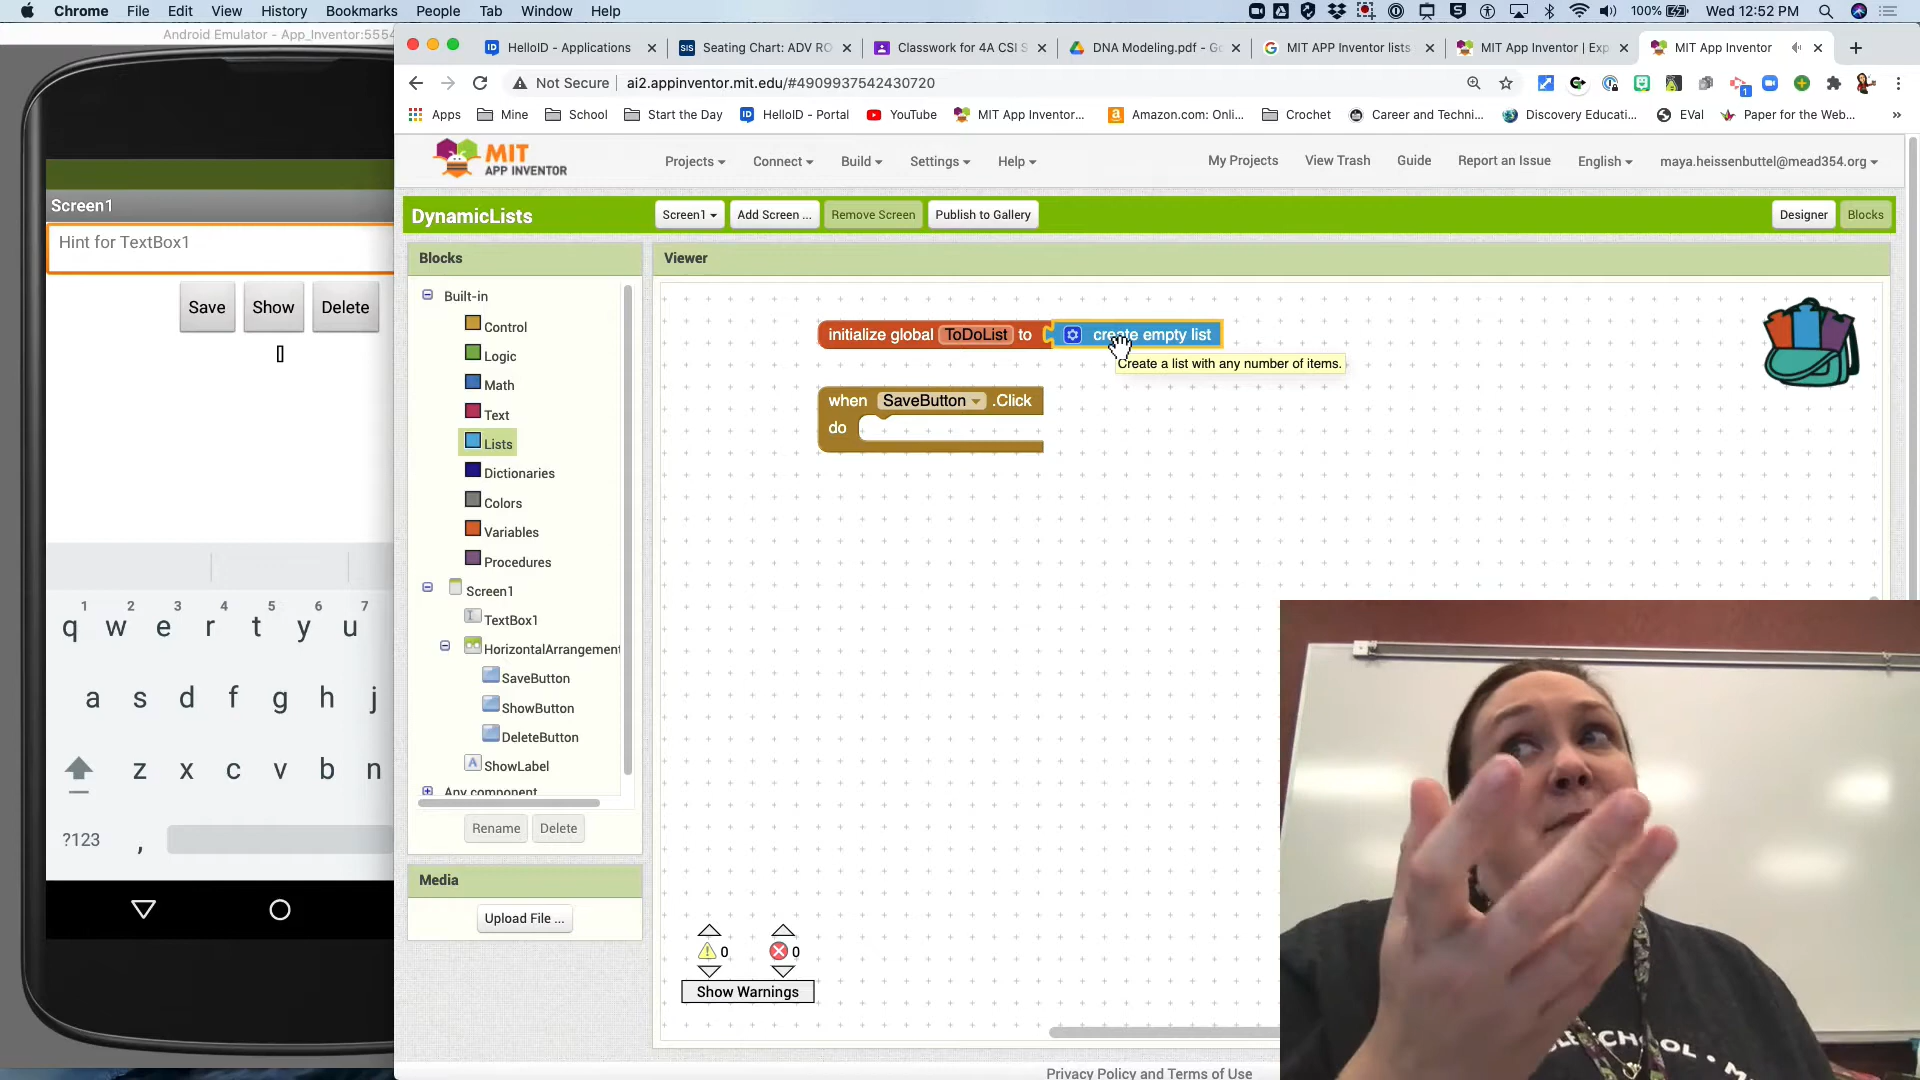 Chrome File Edit View History Bookmarks People Tab Window Help 100% Wed 12:52 PM
Android Emulator - App_Inventor:5554
HelloID - Applications
Seating Chart: ADV RO
Classwork for 4A CSI S
DNA Modeling.pdf - Go
MIT APP Inventor lists
MIT App Inventor | Exp
MIT App Inventor
Not Secure ai2.appinventor.mit.edu/#4909937542430720
Apps Mine School Start the Day HelloID - Portal YouTube MIT App Inventor... Amazon.com: Onli... Crochet Career and Techni... Discovery Educati... EVal Paper for the Web... »
MIT
APP INVENTOR
Projects Connect Build Settings Help My Projects View Trash Guide Report an Issue English maya.heissenbuttel@mead354.org
DynamicLists Screen1 Add Screen ... Remove Screen Publish to Gallery Designer Blocks
Blocks
Built-in
Control
Logic
Math
Text
Lists
Dictionaries
Colors
Variables
Procedures
Screen1
TextBox1
HorizontalArrangement
SaveButton
ShowButton
DeleteButton
ShowLabel
Any component
Rename Delete
Media
Upload File ...
Viewer
initialize global ToDoList to create empty list
Create a list with any number of items.
when SaveButton .Click
do
0 0
Show Warnings
Privacy Policy and Terms of Use
Screen1
Hint for TextBox1
Save Show Delete
[]
1 2 3 4 5 6 7
q w e r t y u
a s d f g h j
z x c v b n
?123 ,